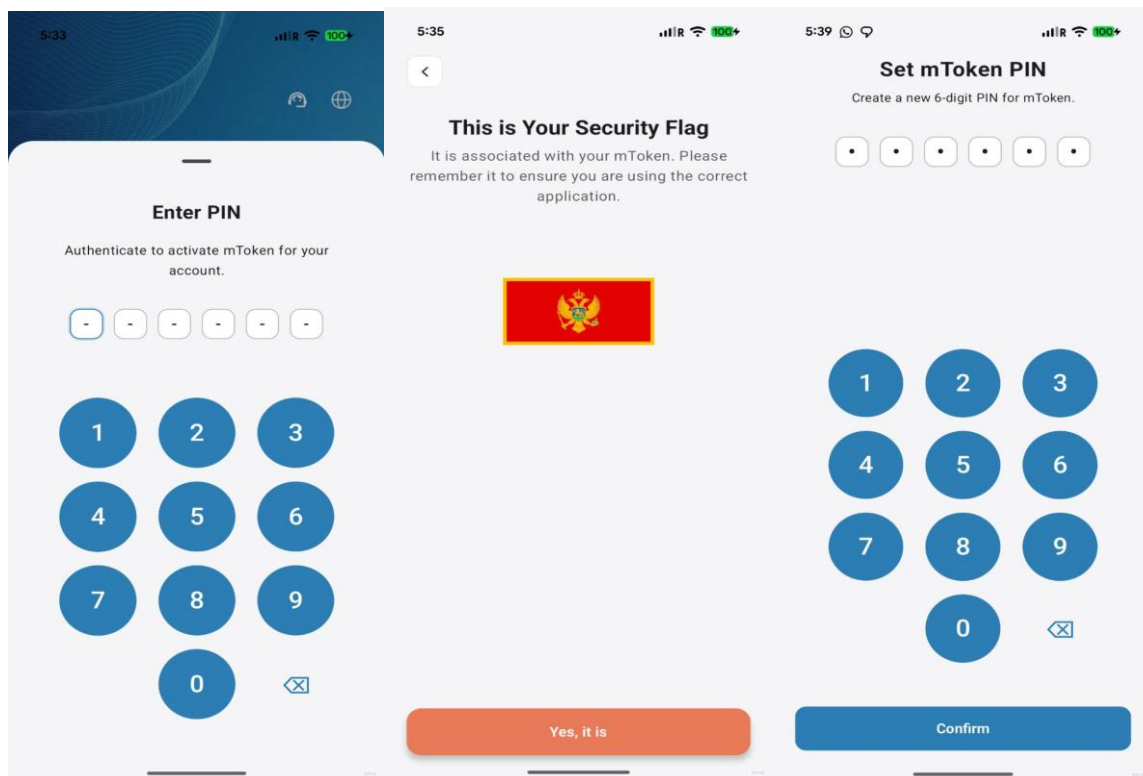 5:33
R 100
Enter PIN
Authenticate to activate mToken for your
account.
- - - - - -
1 2 3
4 5 6
7 8 9
0
5:35
R 100
This is Your Security Flag
It is associated with your mToken. Please
remember it to ensure you are using the correct
application.
Yes, it is
5:39
R 100
Set mToken PIN
Create a new 6-digit PIN for mToken.
• • • • • •
1 2 3
4 5 6
7 8 9
0
Confirm